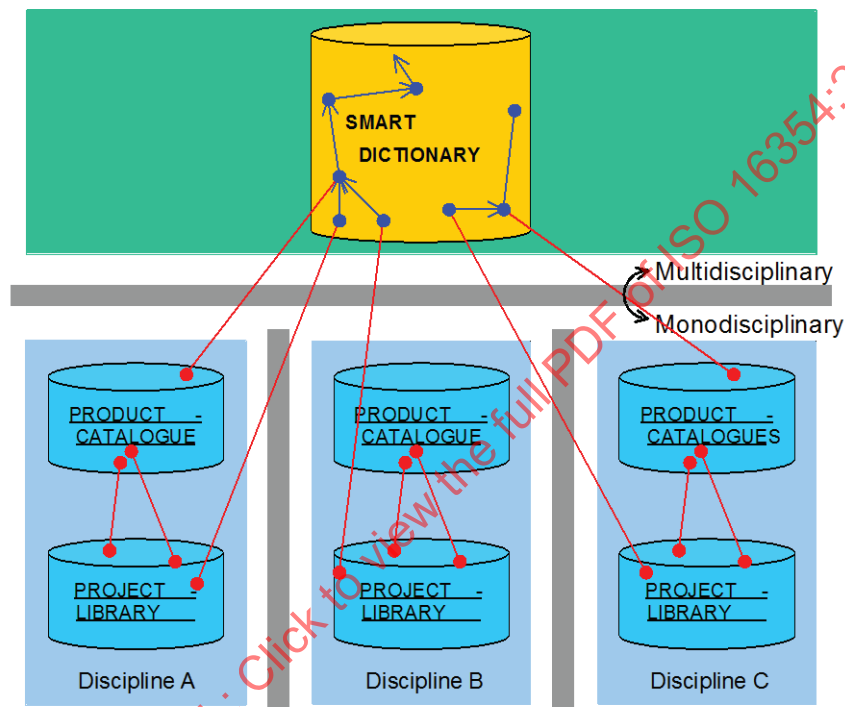 SMART
DICTIONARY
Multidisciplinary
Monodisciplinary
PRODUCT -
CATALOGUE
PROJECT -
LIBRARY
Discipline A
PRODUCT -
CATALOGUE
PROJECT -
LIBRARY
Discipline B
PRODUCT -
CATALOGUES
PROJECT -
LIBRARY
Discipline C
. Click to view the full PDF of ISO 16354: